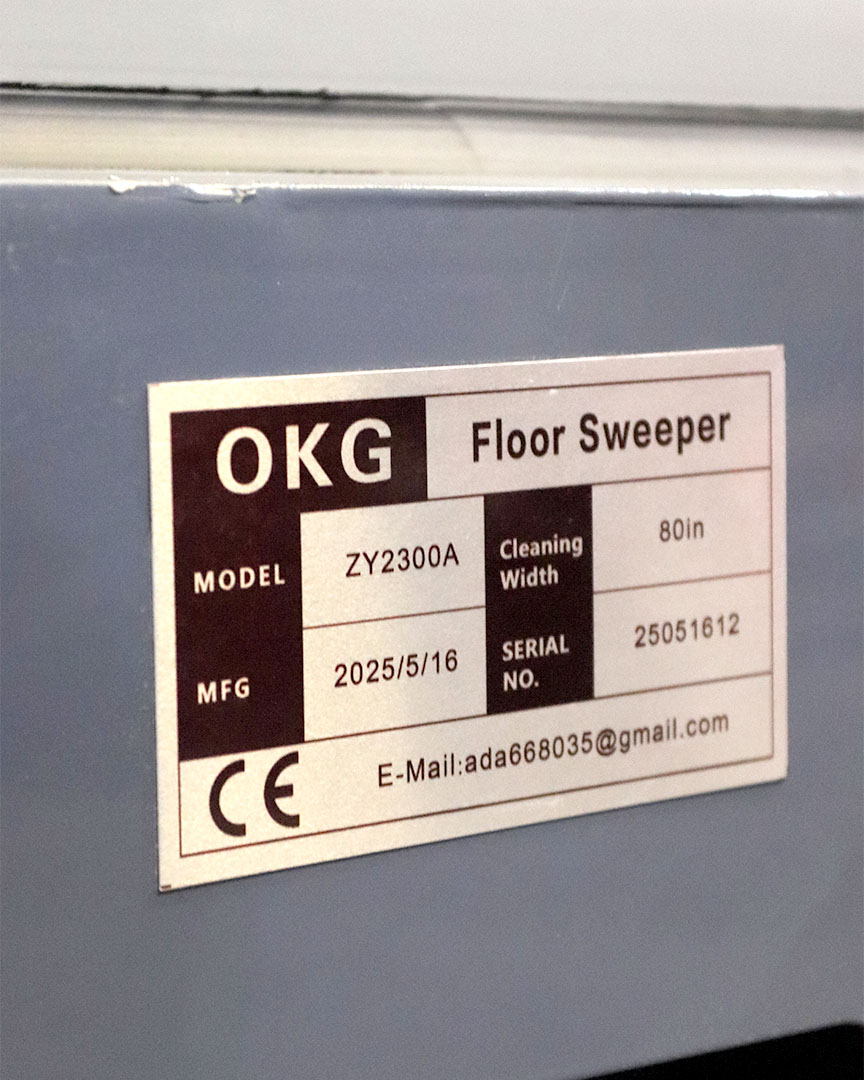 OKG Floor Sweeper
MODEL ZY2300A Cleaning Width 80in
MFG 2025/5/16 SERIAL NO. 25051612
CE E-Mail:ada668035@gmail.com